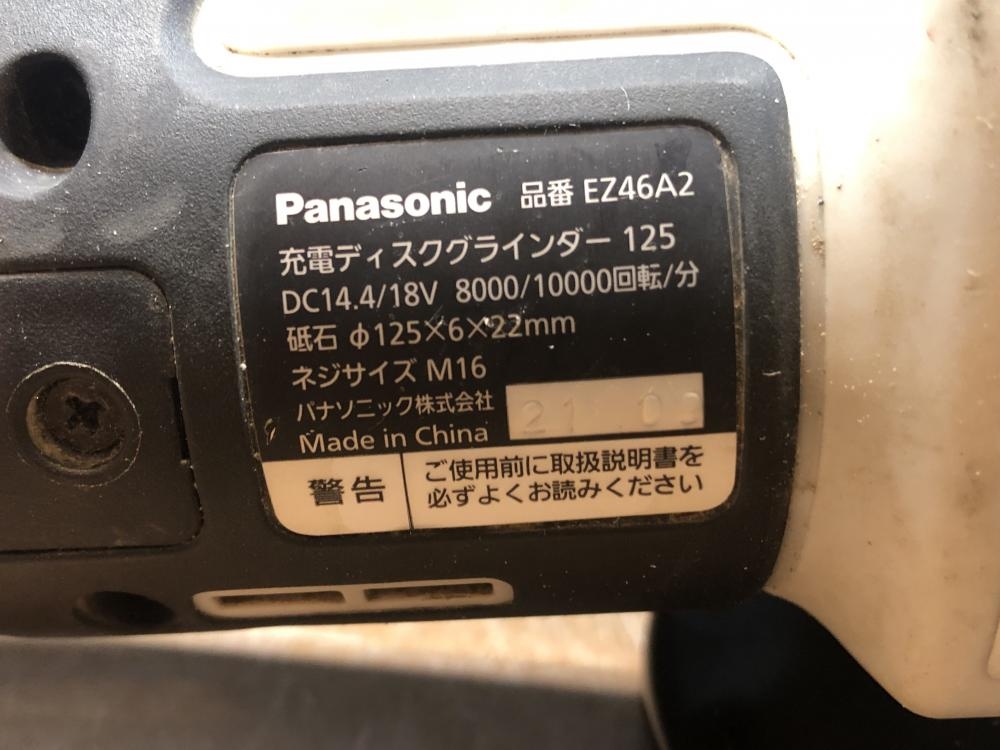 Panasonic 品番 EZ46A2
充電ディスクグラインダー 125
DC14.4/18V 8000/10000回転/分
砥石 φ125×6×22mm
ネジサイズ M16
パナソニック株式会社
Made in China
警告
ご使用前に取扱説明書を
必ずよくお読みください